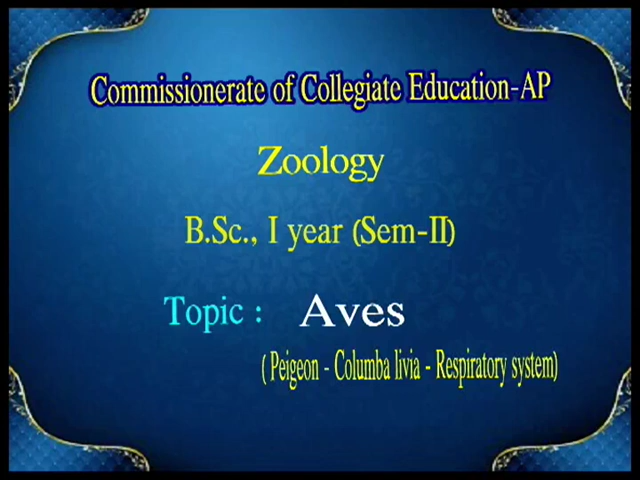 Commissionerate of Collegiate Education-AP
Zoology
B.Sc., I year (Sem-II)
Topic : Aves
( Peigeon - Columba livia - Respiratory system)